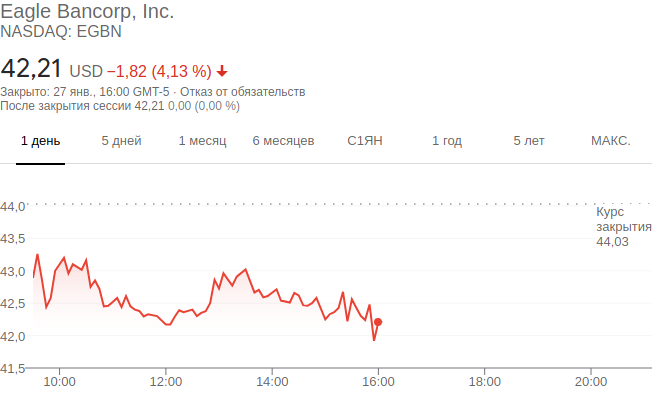 Eagle Bancorp, Inc.
NASDAQ: EGBN
42,21 USD −1,82 (4,13 %)
Закрыто: 27 янв., 16:00 GMT-5 · Отказ от обязательств
После закрытия сессии 42,21 0,00 (0,00 %)
1 день 5 дней 1 месяц 6 месяцев С1ЯН 1 год 5 лет МАКС.
44,0
Курс
закрытия
44,03
43,5
43,0
42,5
42,0
41,5
10:00 12:00 14:00 16:00 18:00 20:00